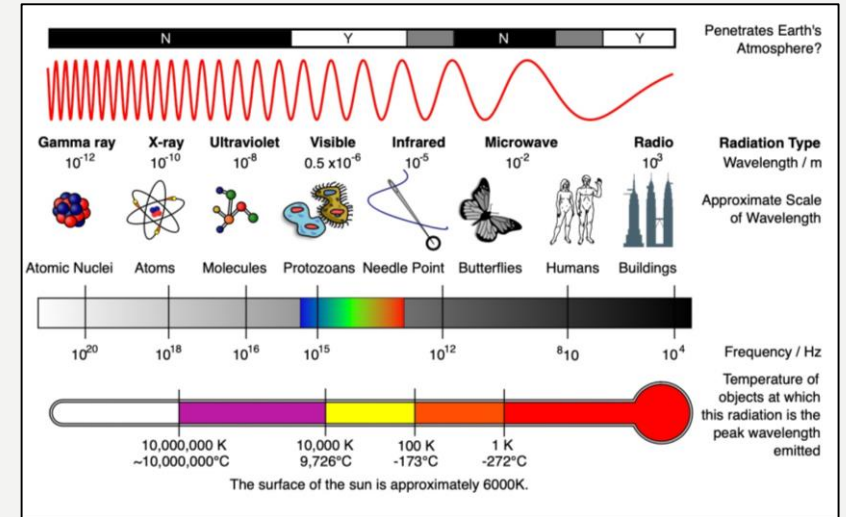 N Y N Y Penetrates Earth's
Atmosphere?
Gamma ray X-ray Ultraviolet Visible Infrared Microwave Radio Radiation Type
10⁻¹² 10⁻¹⁰ 10⁻⁸ 0.5 x10⁻⁶ 10⁻⁵ 10⁻² 10³ Wavelength / m
Approximate Scale
of Wavelength
Atomic Nuclei Atoms Molecules Protozoans Needle Point Butterflies Humans Buildings
10²⁰ 10¹⁸ 10¹⁶ 10¹⁵ 10¹² ⁸10 10⁴ Frequency / Hz
Temperature of
objects at which
this radiation is the
peak wavelength
emitted
10,000,000 K 10,000 K 100 K 1 K
~10,000,000°C 9,726°C -173°C -272°C
The surface of the sun is approximately 6000K.